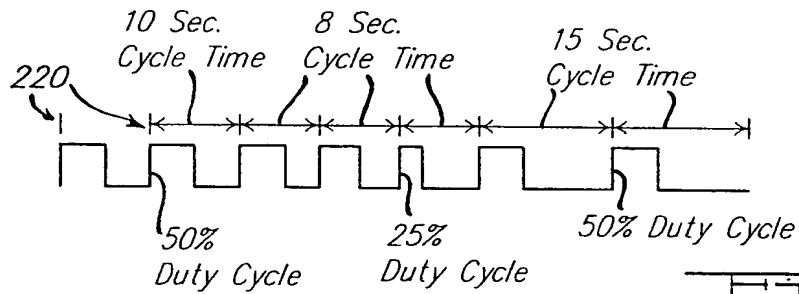 10 Sec.
Cycle Time
8 Sec.
Cycle Time
15 Sec.
Cycle Time
220
50%
Duty Cycle
25%
Duty Cycle
50% Duty Cycle